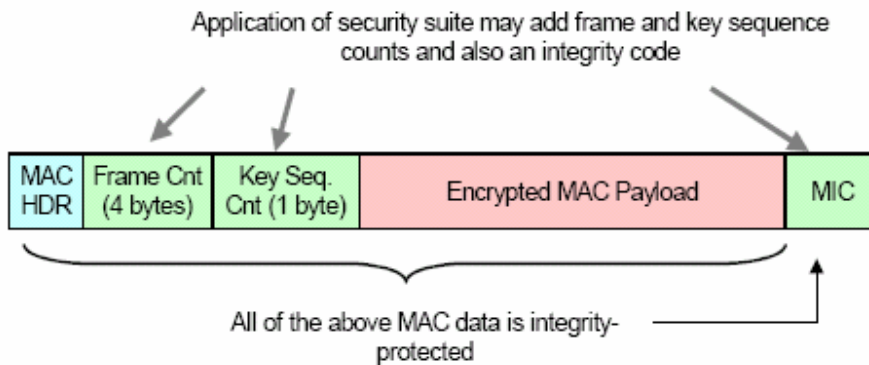 Application of security suite may add frame and key sequence
counts and also an integrity code
MAC
HDR
Frame Cnt
(4 bytes)
Key Seq.
Cnt (1 byte)
Encrypted MAC Payload
MIC
All of the above MAC data is integrity-
protected